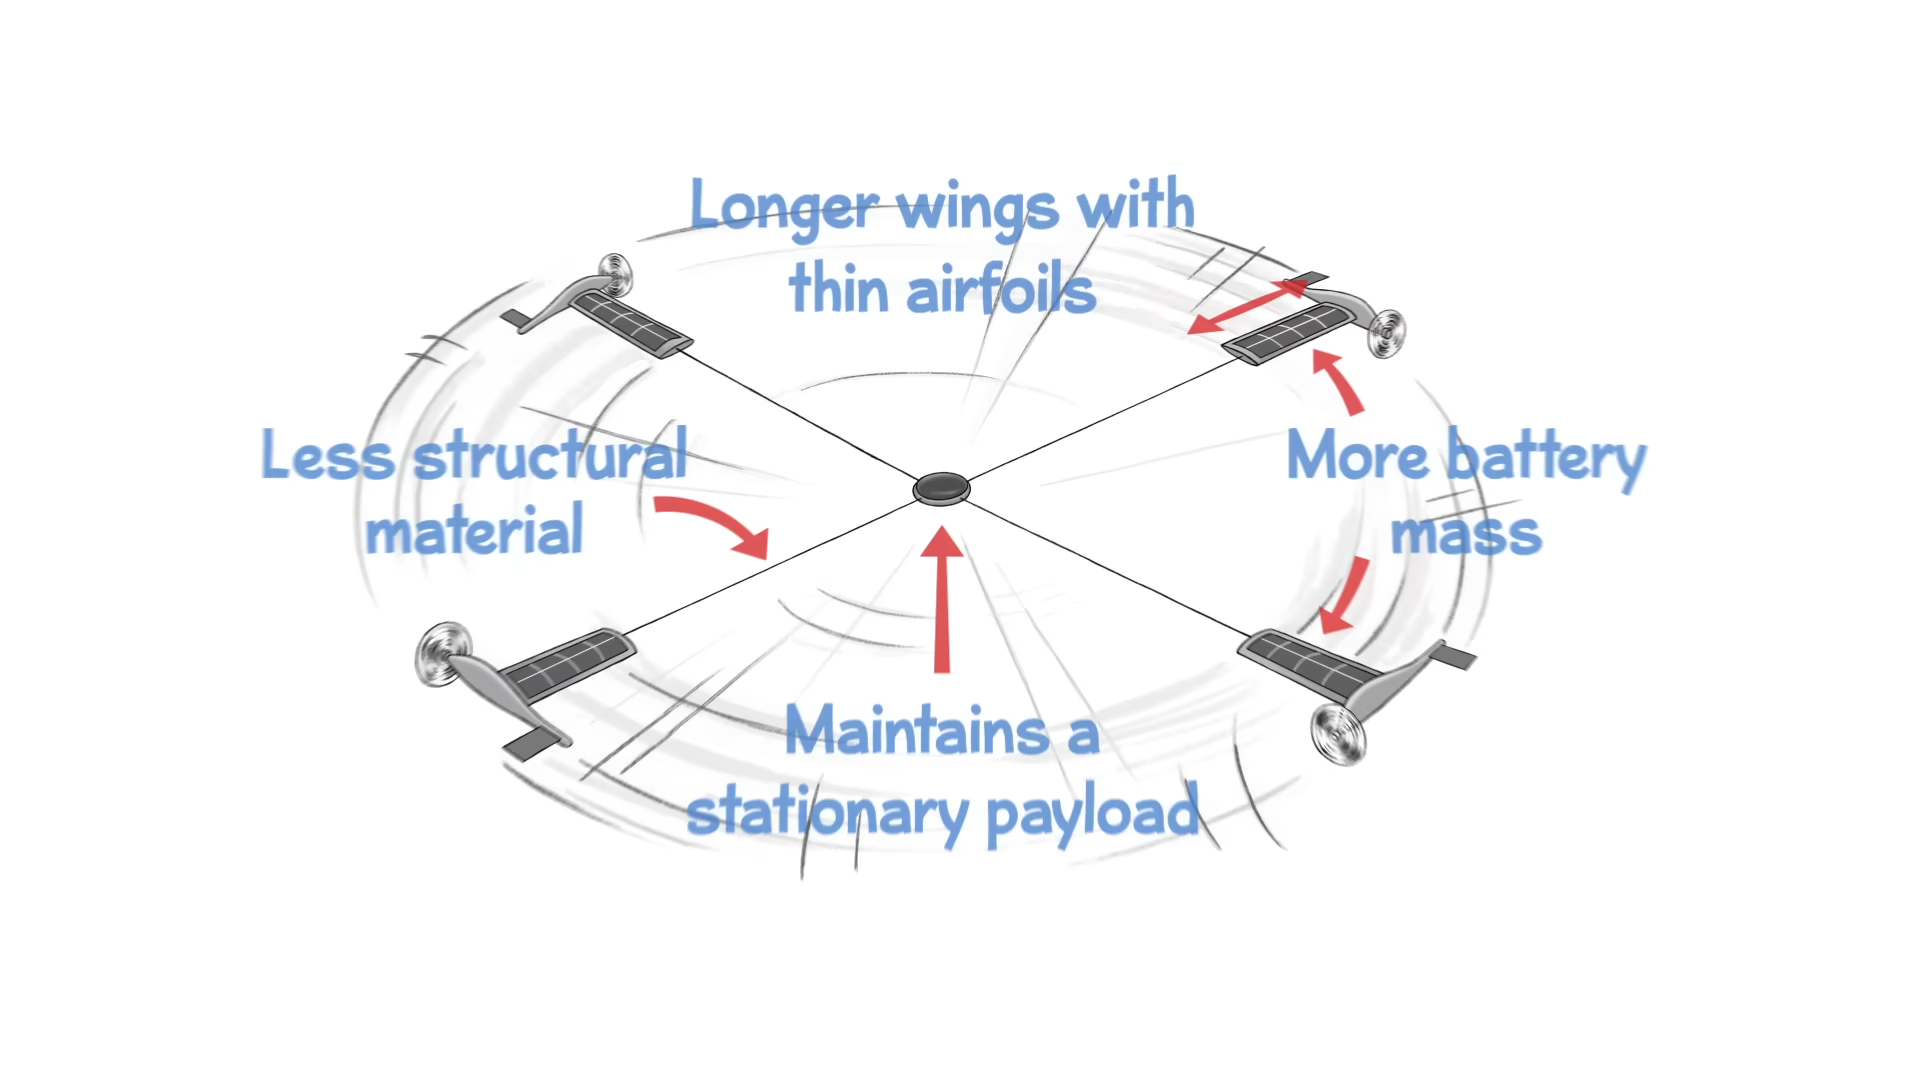 Longer wings with
thin airfoils
Less structural
material
More battery
mass
Maintains a
stationary payload